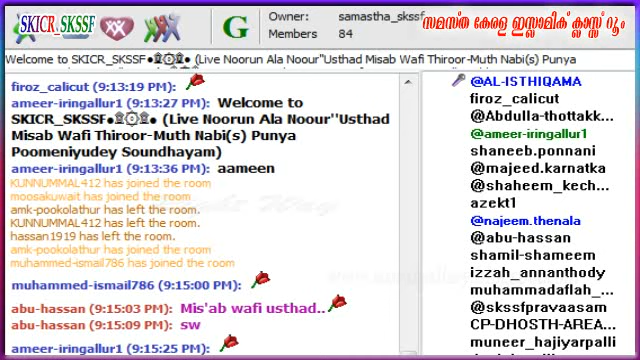 SKICR_SKSSF
G
Owner: samastha_skssf
Members 84
സമസ്ത കേരള ഇസ്ലാമിക് ക്ലാസ്സ് റൂം
Welcome to SKICR_SKSSF●۩۞۩● (Live Noorun Ala Noour"Usthad Misab Wafi Thiroor-Muth Nabi(s) Punya
firoz_calicut (9:13:19 PM):
ameer-iringallur1 (9:13:27 PM): Welcome to
SKICR_SKSSF●۩۞۩● (Live Noorun Ala Noour''Usthad
Misab Wafi Thiroor-Muth Nabi(s) Punya
Poomeniyudey Soundhayam)
ameer-iringallur1 (9:13:36 PM): aameen
KUNNUMMAL412 has joined the room
moosakuwait has joined the room
amk-pookolathur has left the room.
KUNNUMMAL412 has left the room.
hassan1919 has left the room.
amk-pookolathur has joined the room
muhammed-ismail786 has joined the room
muhammed-ismail786 (9:15:00 PM):
abu-hassan (9:15:03 PM): Mis'ab wafi usthad..
abu-hassan (9:15:09 PM): sw
ameer-iringallur1 (9:15:25 PM):
@AL-ISTHIQAMA
firoz_calicut
@Abdulla-thottakk...
@ameer-iringallur1
shaneeb.ponnani
@majeed.karnatka
@shaheem_kech...
azekt1
@najeem.thenala
@abu-hassan
shamil-shameem
izzah_annanthody
muhammadaflah_...
@skssfpravaasam
CP-DHOSTH-AREA...
muneer_hajiyarpalli